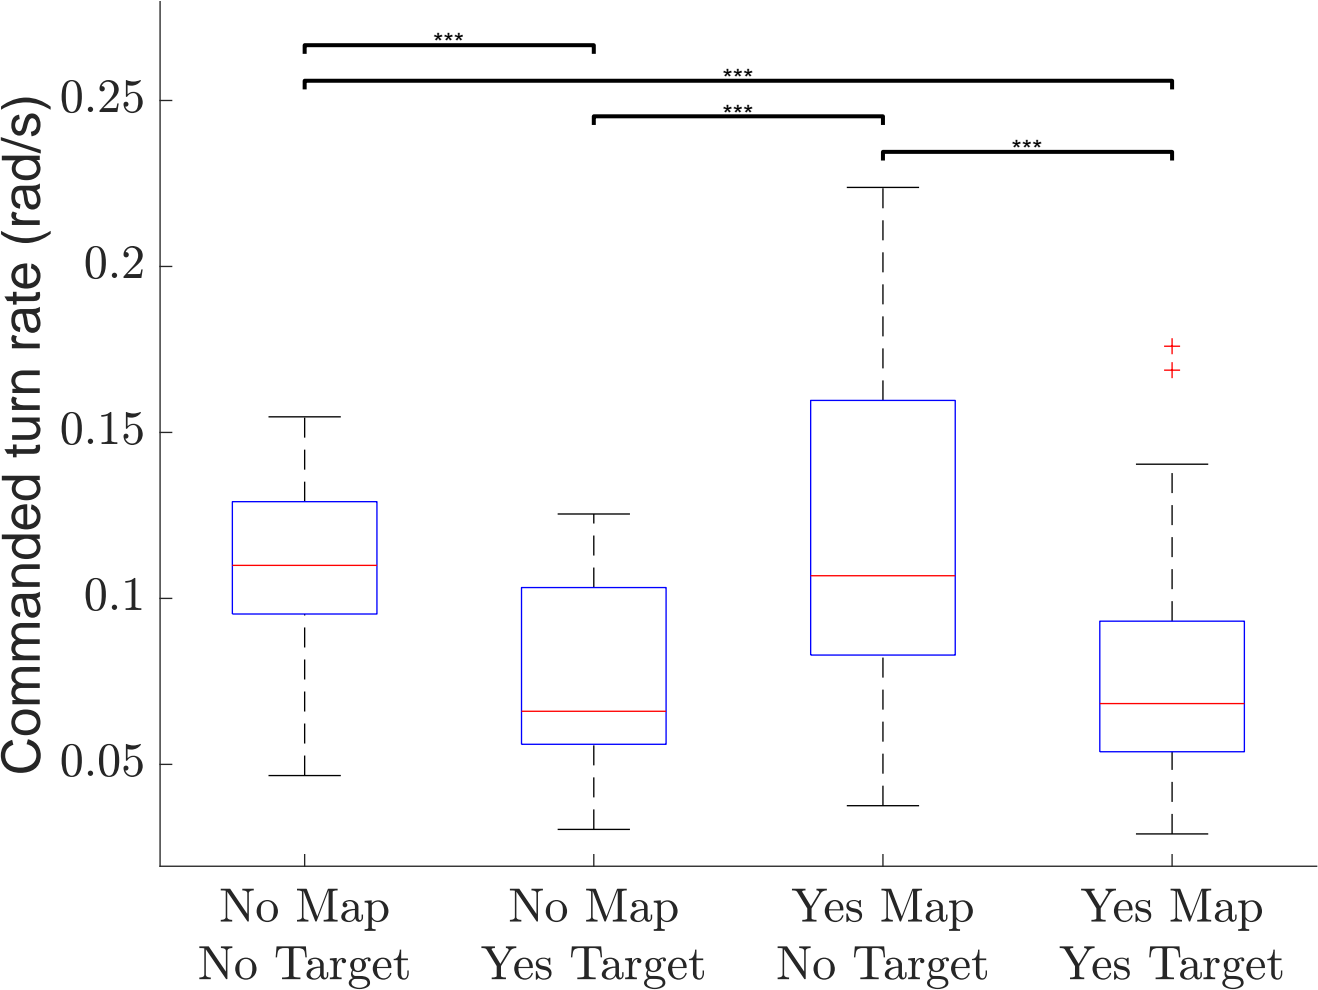 ***
***
***
***
0.25
0.2
0.15
0.1
0.05
Commanded turn rate (rad/s)
No Map
No Target
No Map
Yes Target
Yes Map
No Target
Yes Map
Yes Target